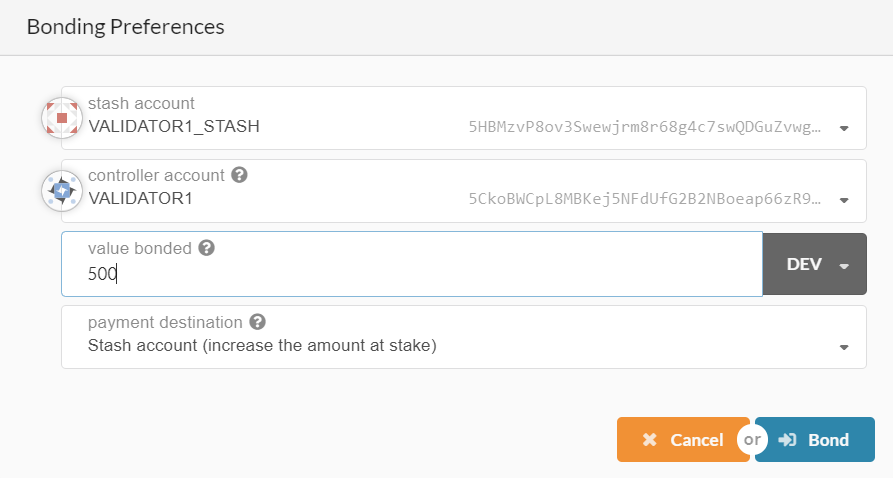 Bonding Preferences
stash account
VALIDATOR1_STASH 5HBMzvP8ov3Swewjrm8r68g4c7swQDGuZvwg…
controller account ?
VALIDATOR1 5CkoBWCpL8MBKej5NFdUfG2B2NBoeap66zR9…
value bonded ?
500 DEV
payment destination ?
Stash account (increase the amount at stake)
Cancel or Bond